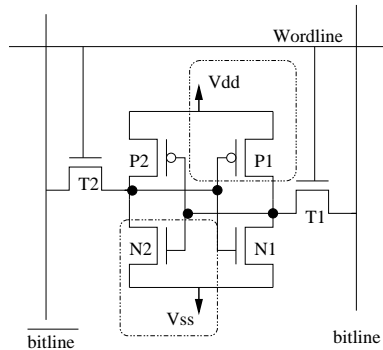 Wordline
Vdd
P2
P1
T2
T1
N2
N1
Vss
bitline
bitline